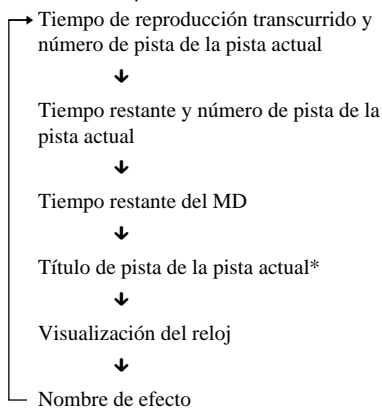 Tiempo de reproducción transcurrido y
número de pista de la pista actual
Tiempo restante y número de pista de la
pista actual
Tiempo restante del MD
Título de pista de la pista actual*
Visualización del reloj
Nombre de efecto